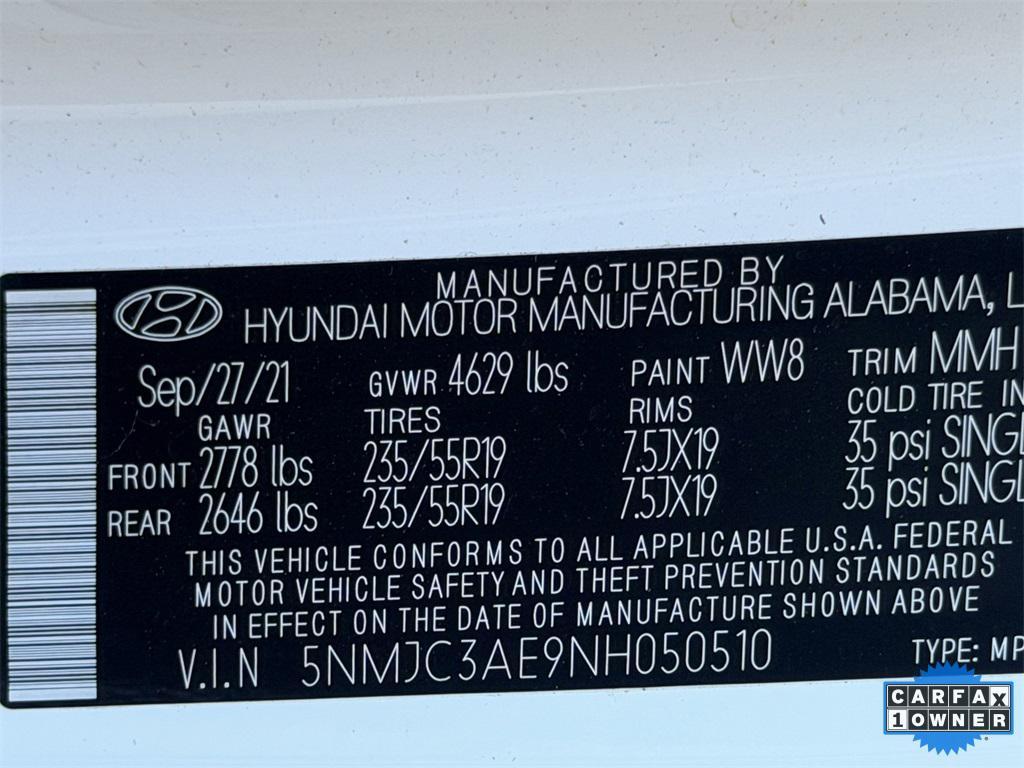 MANUFACTURED BY
HYUNDAI MOTOR MANUFACTURING ALABAMA, L
Sep/27/21 GVWR 4629 lbs PAINT WW8 TRIM MMH
GAWR TIRES RIMS COLD TIRE IN
FRONT 2778 lbs 235/55R19 7.5JX19 35 psi SINGL
REAR 2646 lbs 235/55R19 7.5JX19 35 psi SINGL
THIS VEHICLE CONFORMS TO ALL APPLICABLE U.S.A. FEDERAL
MOTOR VEHICLE SAFETY AND THEFT PREVENTION STANDARDS
IN EFFECT ON THE DATE OF MANUFACTURE SHOWN ABOVE
V.I.N 5NMJC3AE9NH050510 TYPE: MP
CARFAX
1 OWNER